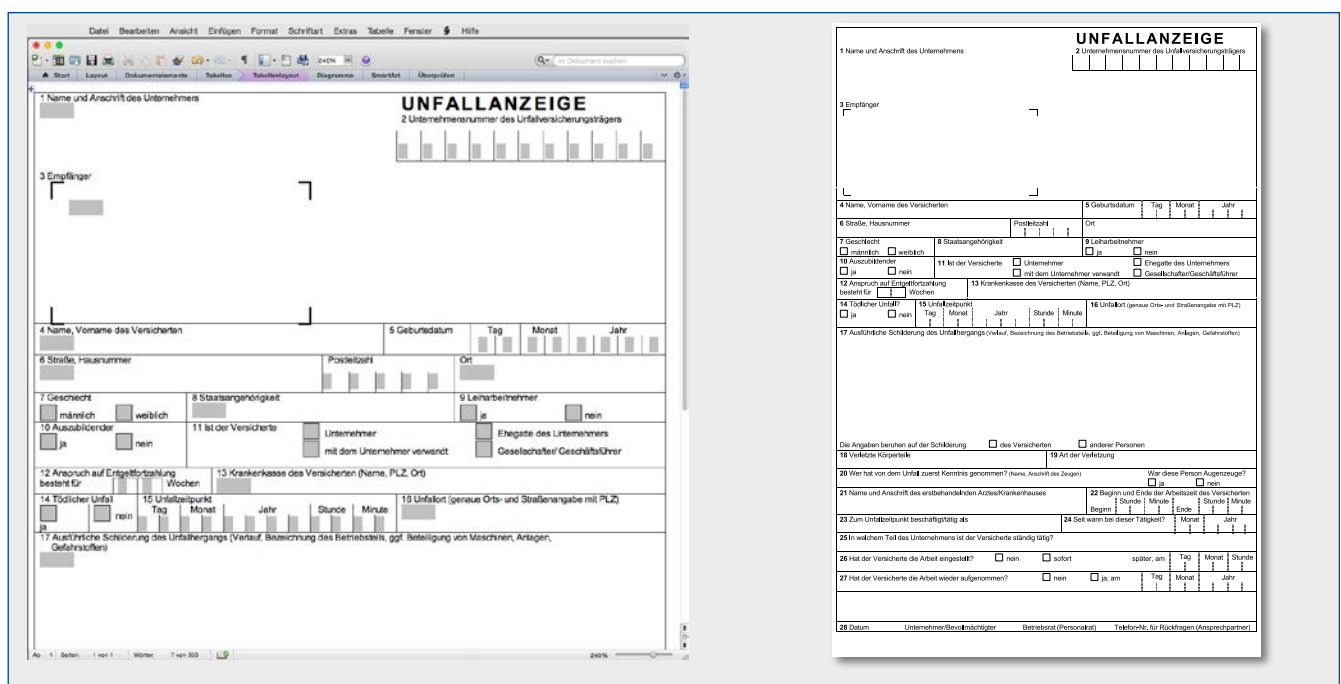 Datei Bearbeiten Ansicht Einfügen Format Schriftart Extras Tabelle Fenster Hilfe
240%
Im Dokument suchen
Start Layout Dokumentelemente Tabellen Tabellenlayout Diagramme SmartArt Überprüfen
1 Name und Anschrift des Unternehmers
UNFALLANZEIGE
2 Unternehmensnummer des Unfallversicherungsträgers
3 Empfänger
4 Name, Vorname des Versicherten 5 Geburtsdatum Tag Monat Jahr
6 Straße, Hausnummer Postleitzahl Ort
7 Geschlecht 8 Staatsangehörigkeit 9 Leiharbeitnehmer
männlich weiblich ja nein
10 Auszubildender 11 Ist der Versicherte Unternehmer Ehegatte des Unternehmers
ja nein mit dem Unternehmer verwandt Gesellschafter/Geschäftsführer
12 Anspruch auf Entgeltfortzahlung 13 Krankenkasse des Versicherten (Name, PLZ, Ort)
besteht für Wochen
14 Tödlicher Unfall 15 Unfallzeitpunkt 16 Unfallort (genaue Orts- und Straßenangabe mit PLZ)
ja nein Tag Monat Jahr Stunde Minute
17 Ausführliche Schilderung des Unfallhergangs (Verlauf, Bezeichnung des Betriebsteils, ggf. Beteiligung von Maschinen, Anlagen,
Gefahrstoffen)
Seiten: 1 von 1 Wörter: 7 von 303 240%
UNFALLANZEIGE
1 Name und Anschrift des Unternehmens 2 Unternehmensnummer des Unfallversicherungsträgers
3 Empfänger
4 Name, Vorname des Versicherten 5 Geburtsdatum Tag Monat Jahr
6 Straße, Hausnummer Postleitzahl Ort
7 Geschlecht 8 Staatsangehörigkeit 9 Leiharbeitnehmer
männlich weiblich ja nein
10 Auszubildender 11 Ist der Versicherte Unternehmer Ehegatte des Unternehmers
ja nein mit dem Unternehmer verwandt Gesellschafter/Geschäftsführer
12 Anspruch auf Entgeltfortzahlung 13 Krankenkasse des Versicherten (Name, PLZ, Ort)
besteht für Wochen
14 Tödlicher Unfall? 15 Unfallzeitpunkt 16 Unfallort (genaue Orts- und Straßenangabe mit PLZ)
ja nein Tag Monat Jahr Stunde Minute
17 Ausführliche Schilderung des Unfallhergangs (Verlauf, Bezeichnung des Betriebsteils, ggf. Beteiligung von Maschinen, Anlagen, Gefahrstoffen)
Die Angaben beruhen auf der Schilderung des Versicherten anderer Personen
18 Verletzte Körperteile 19 Art der Verletzung
20 Wer hat von dem Unfall zuerst Kenntnis genommen? (Name, Anschrift des Zeugen) War diese Person Augenzeuge?
ja nein
21 Name und Anschrift des erstbehandelnden Arztes/Krankenhauses 22 Beginn und Ende der Arbeitszeit des Versicherten
Stunde Minute Stunde Minute
Beginn Ende
23 Zum Unfallzeitpunkt beschäftigt/tätig als 24 Seit wann bei dieser Tätigkeit? Monat Jahr
25 In welchem Teil des Unternehmens ist der Versicherte ständig tätig?
26 Hat der Versicherte die Arbeit eingestellt? nein sofort später, am Tag Monat Stunde
27 Hat der Versicherte die Arbeit wieder aufgenommen? nein ja, am Tag Monat Jahr
28 Datum Unternehmer/Bevollmächtigter Betriebsrat (Personalrat) Telefon-Nr. für Rückfragen (Ansprechpartner)